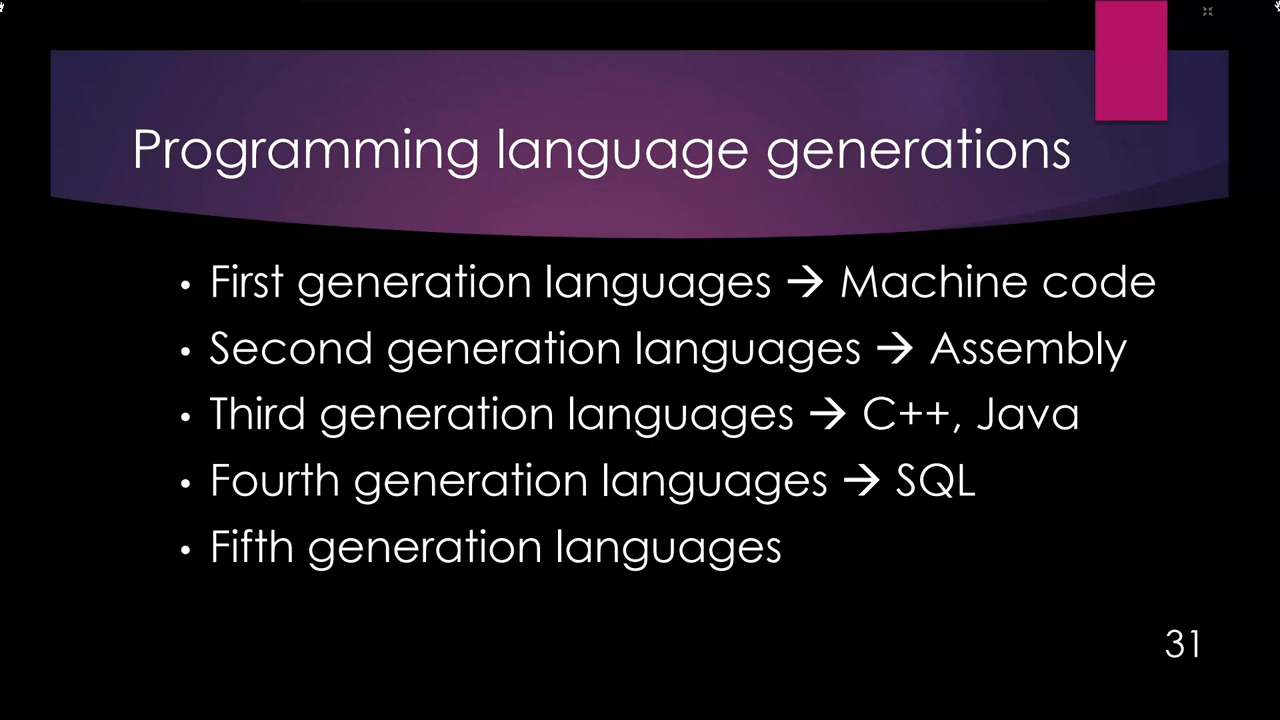 Programming language generations
• First generation languages → Machine code
• Second generation languages → Assembly
• Third generation languages → C++, Java
• Fourth generation languages → SQL
• Fifth generation languages
31